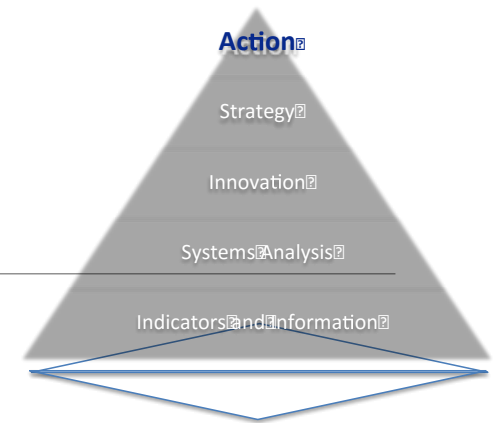 Action
Strategy
Innovation
Systems Analysis
Indicators and Information